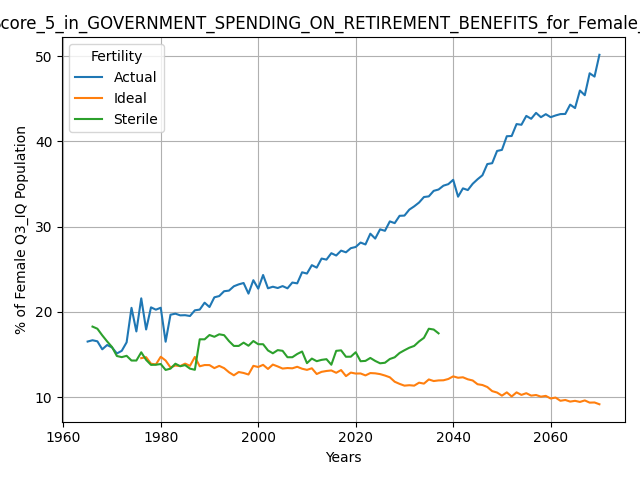 core_5_in_GOVERNMENT_SPENDING_ON_RETIREMENT_BENEFITS_for_Female_
Fertility
Actual
Ideal
Sterile
% of Female Q3_IQ Population
50
40
30
20
10
1960
1980
2000
2020
2040
2060
Years